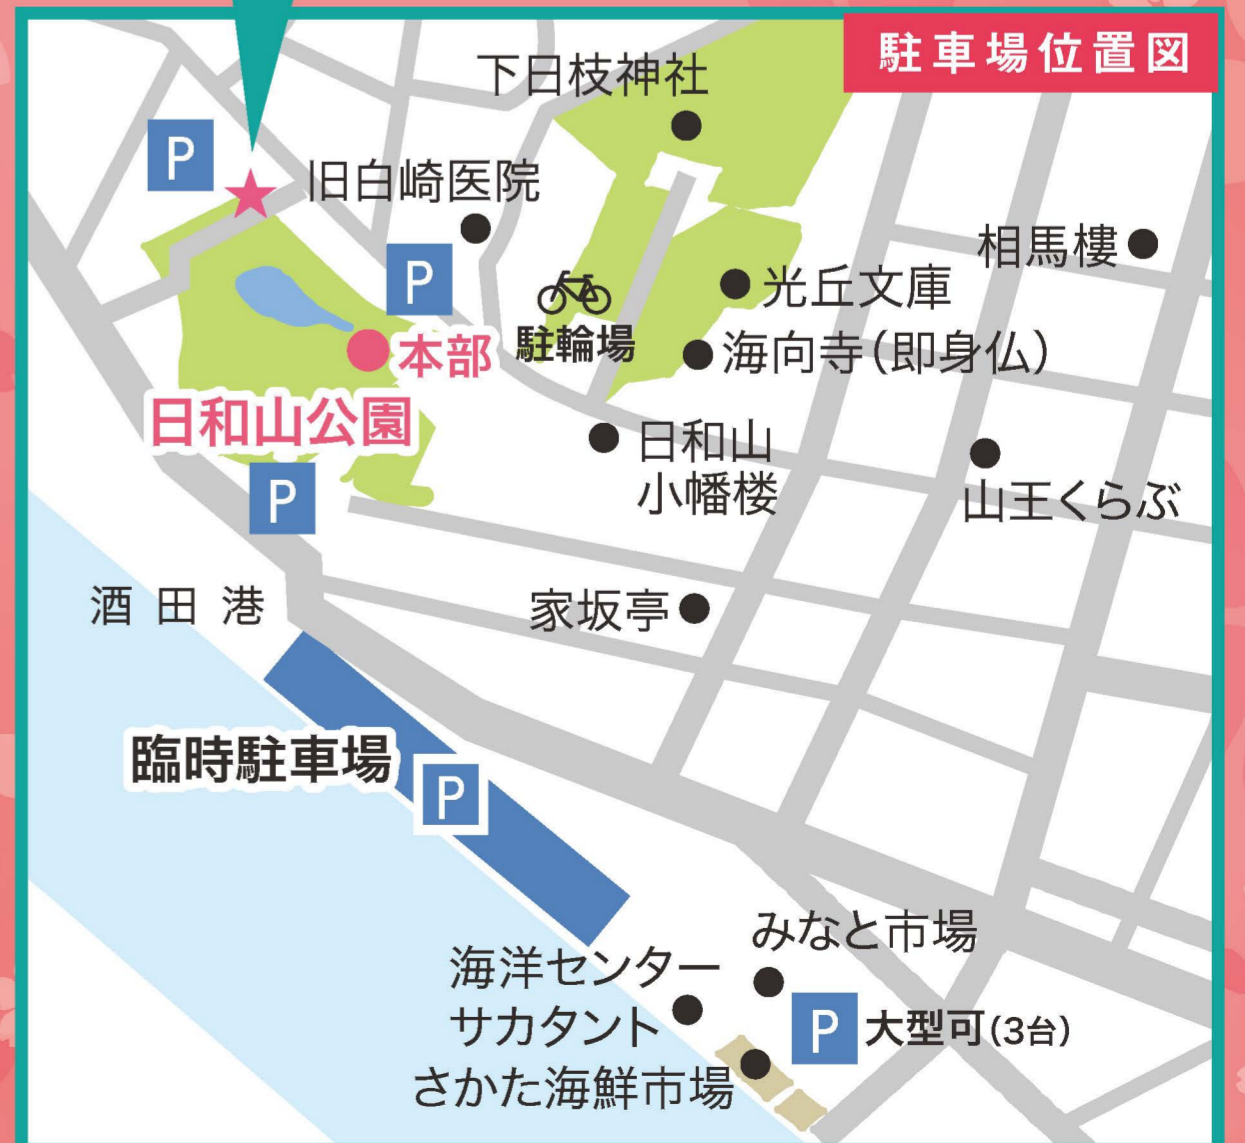 駐車場位置図
下日枝神社
P
旧白崎医院
相馬樓
P
光丘文庫
駐輪場
海向寺(即身仏)
本部
日和山公園
日和山
小幡楼
山王くらぶ
P
酒田港
家坂亭
臨時駐車場
P
みなと市場
海洋センター
サカタント
P
大型可(3台)
さかた海鮮市場